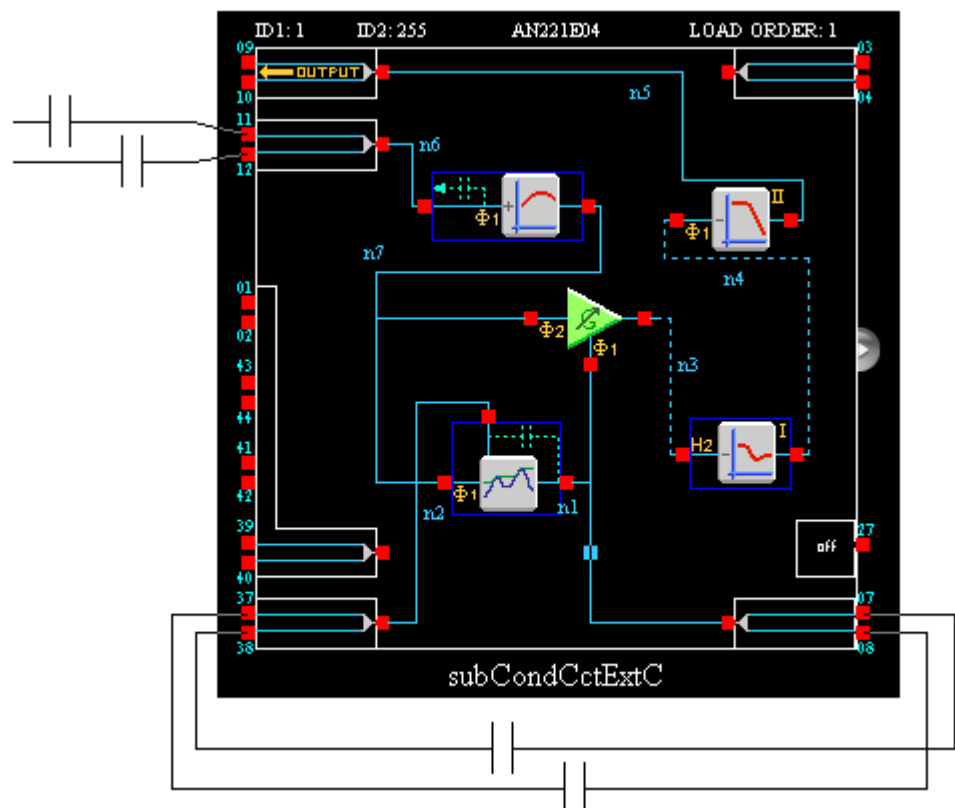 ID1: 1 ID2: 255 AN221E04 LOAD ORDER: 1
09 03
OUTPUT
10 n5 04
11
n6
12
Φ1 + Φ1 - II
n7
n4
01
Φ2 G
02 Φ1
43 n3
44
41 H2 - I
42 Φ1
n2 n1
39 27
off
40
37 07
38 08
subCondCctExtC